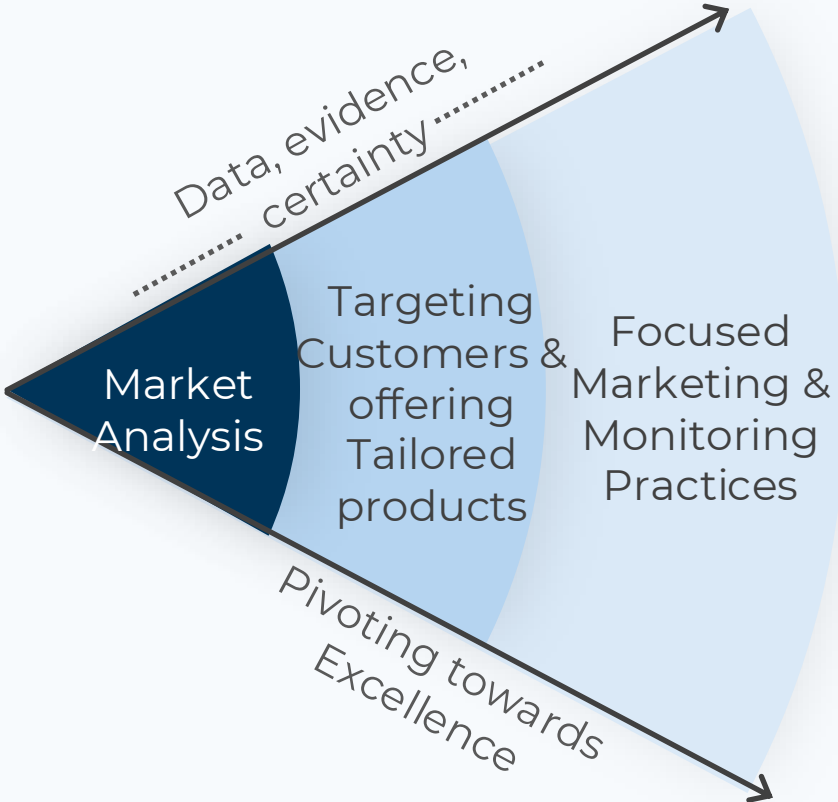 Data, evidence,
certainty
Market
Analysis
Targeting
Customers &
offering
Tailored
products
Focused
Marketing &
Monitoring
Practices
Pivoting towards
Excellence